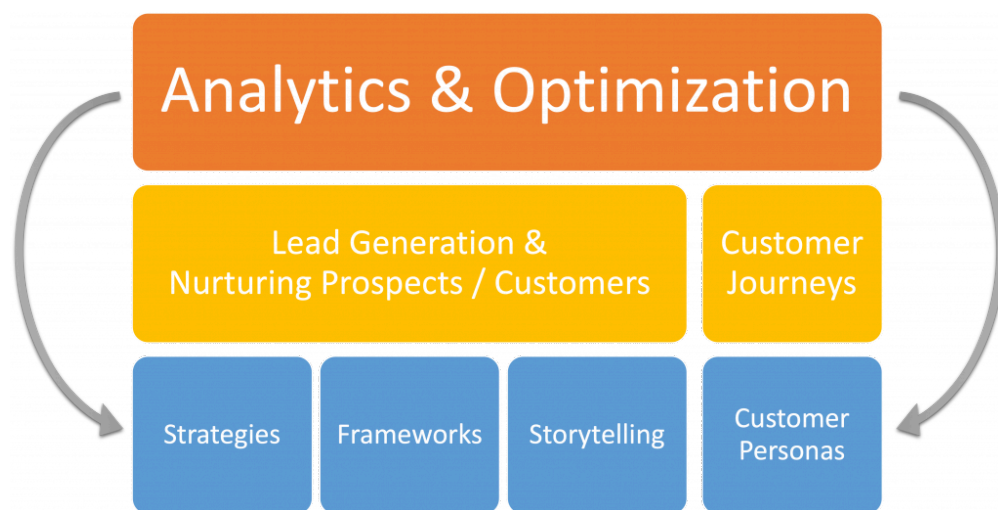 Analytics & Optimization
Lead Generation &
Nurturing Prospects / Customers
Customer
Journeys
Strategies
Frameworks
Storytelling
Customer
Personas